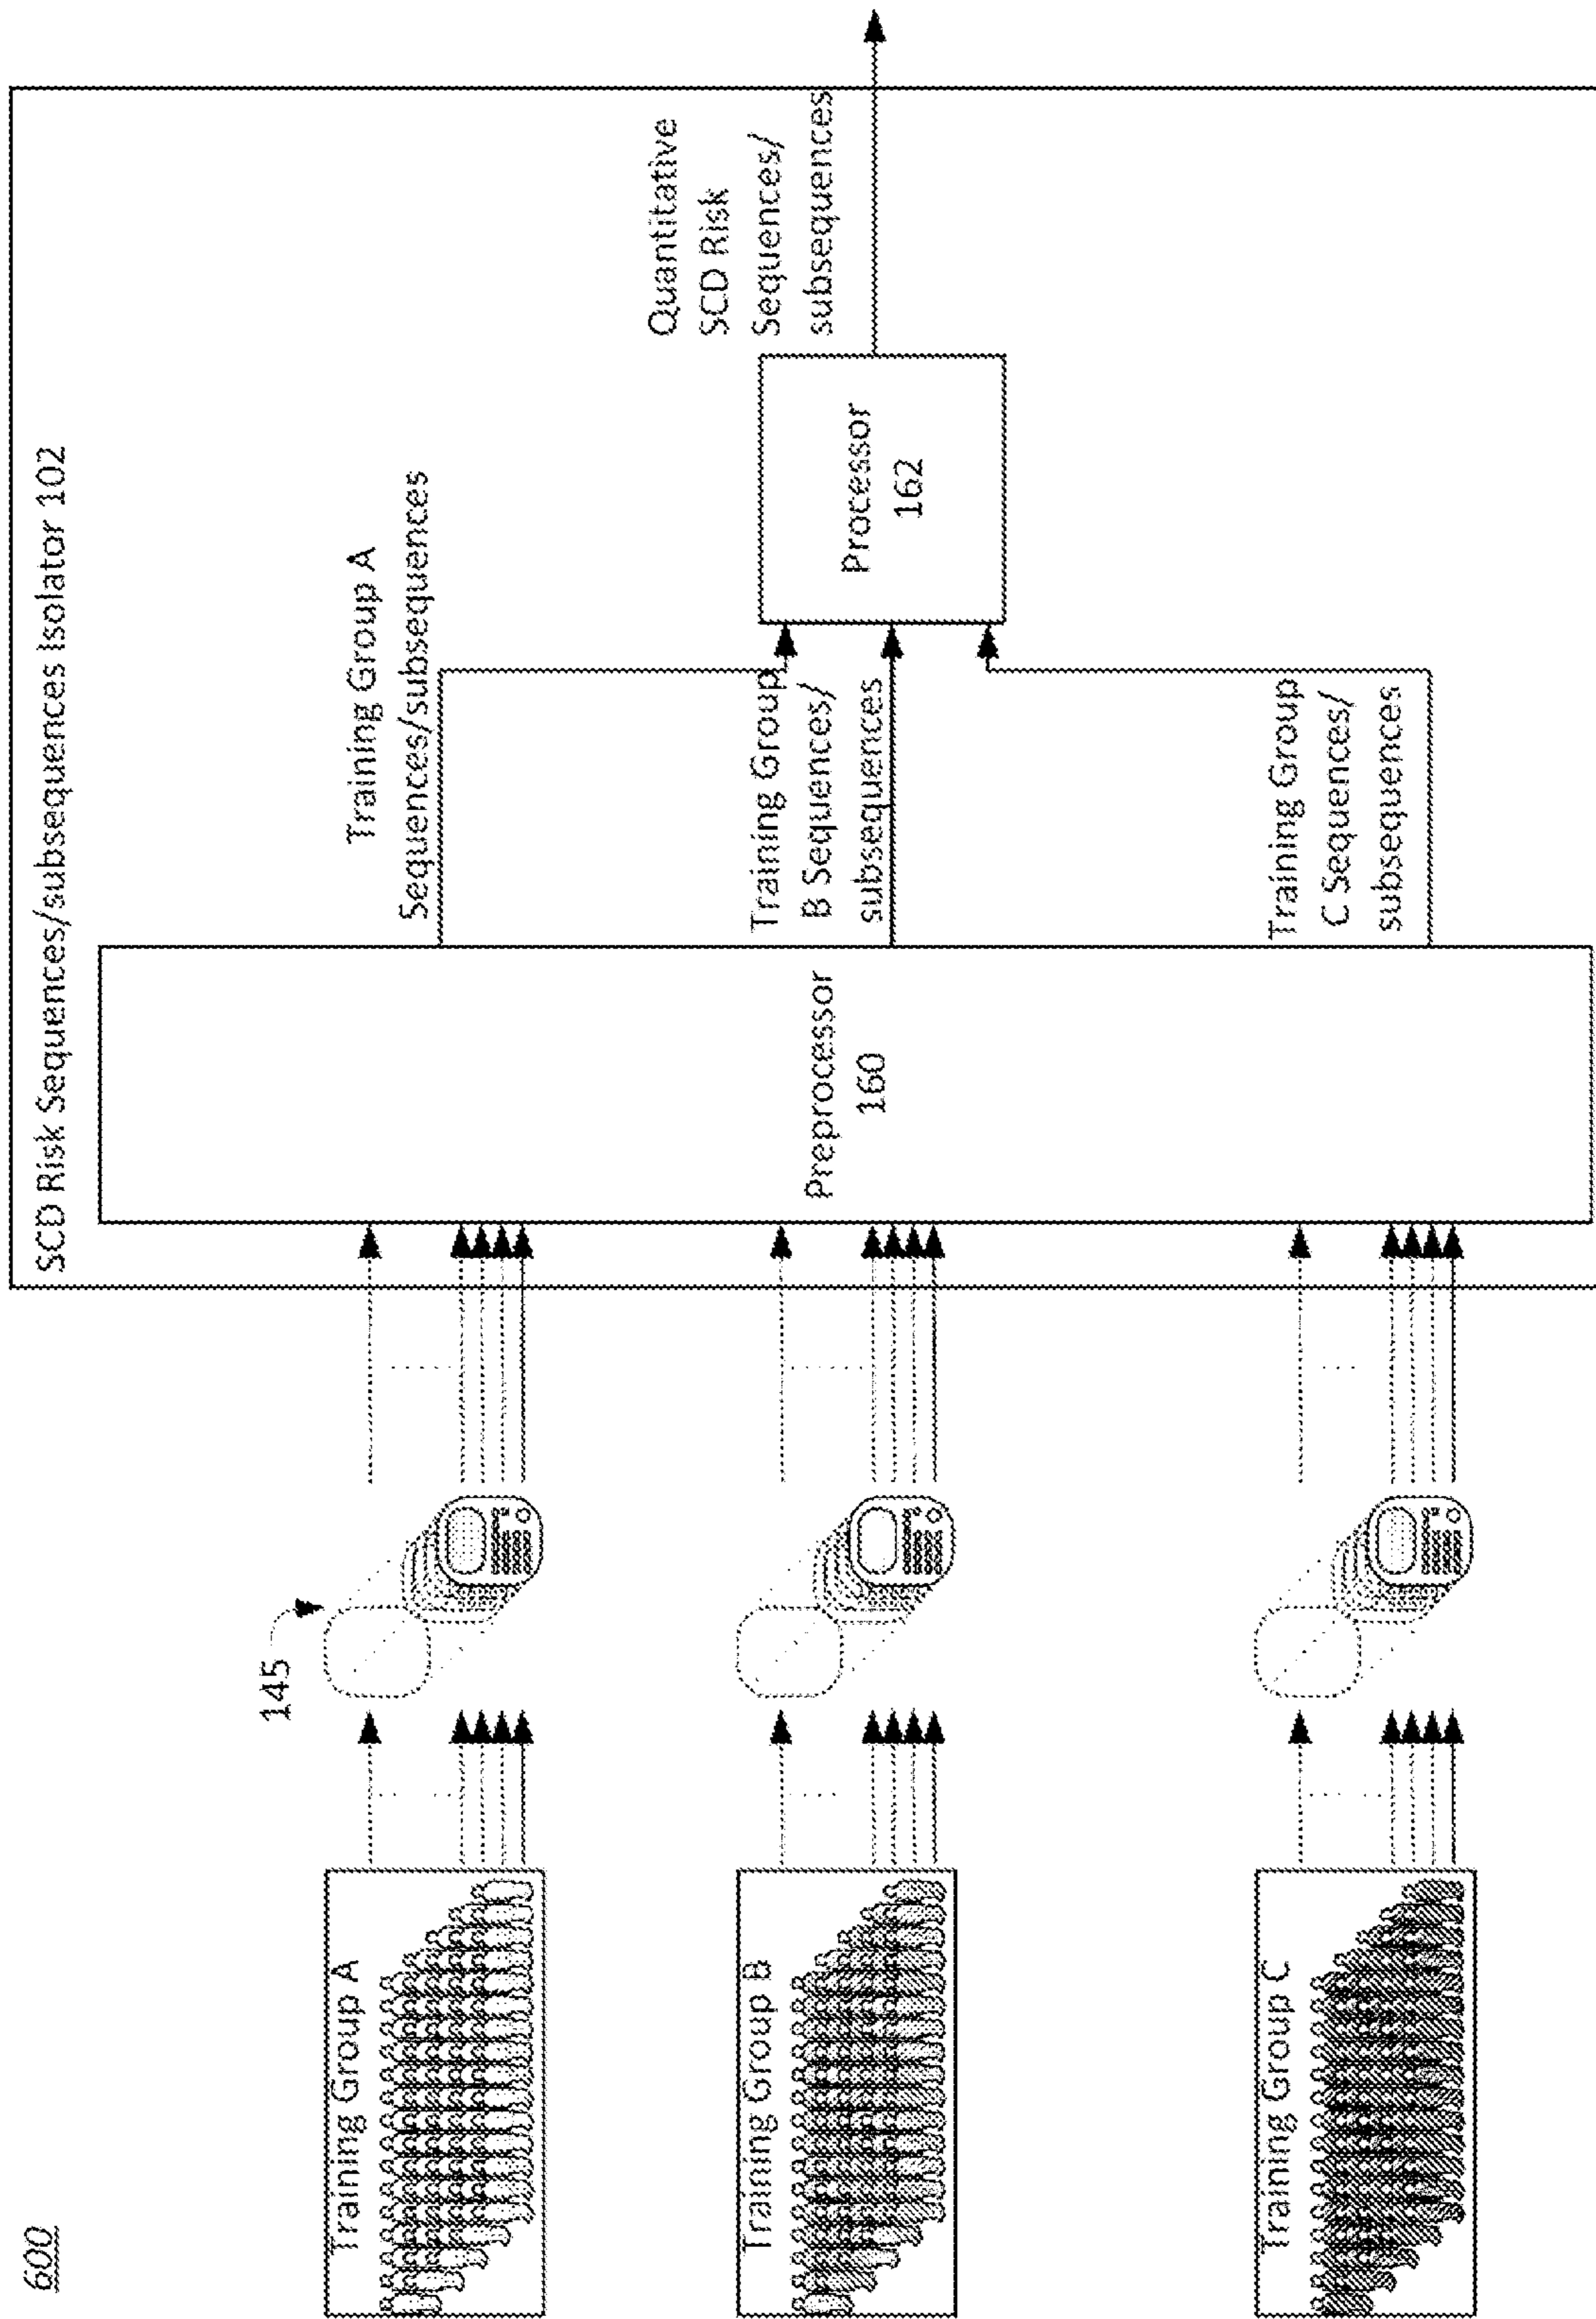 600
SCD Risk Sequences/subsequences Isolator 102
145
Training Group A
Training Group B
Training Group C
Preprocessor
160
Training Group A
Sequences/subsequences
Training Group
B Sequences/
subsequences
Training Group
C Sequences/
subsequences
Processor
162
Quantitative
SCD Risk
Sequences/
subsequences